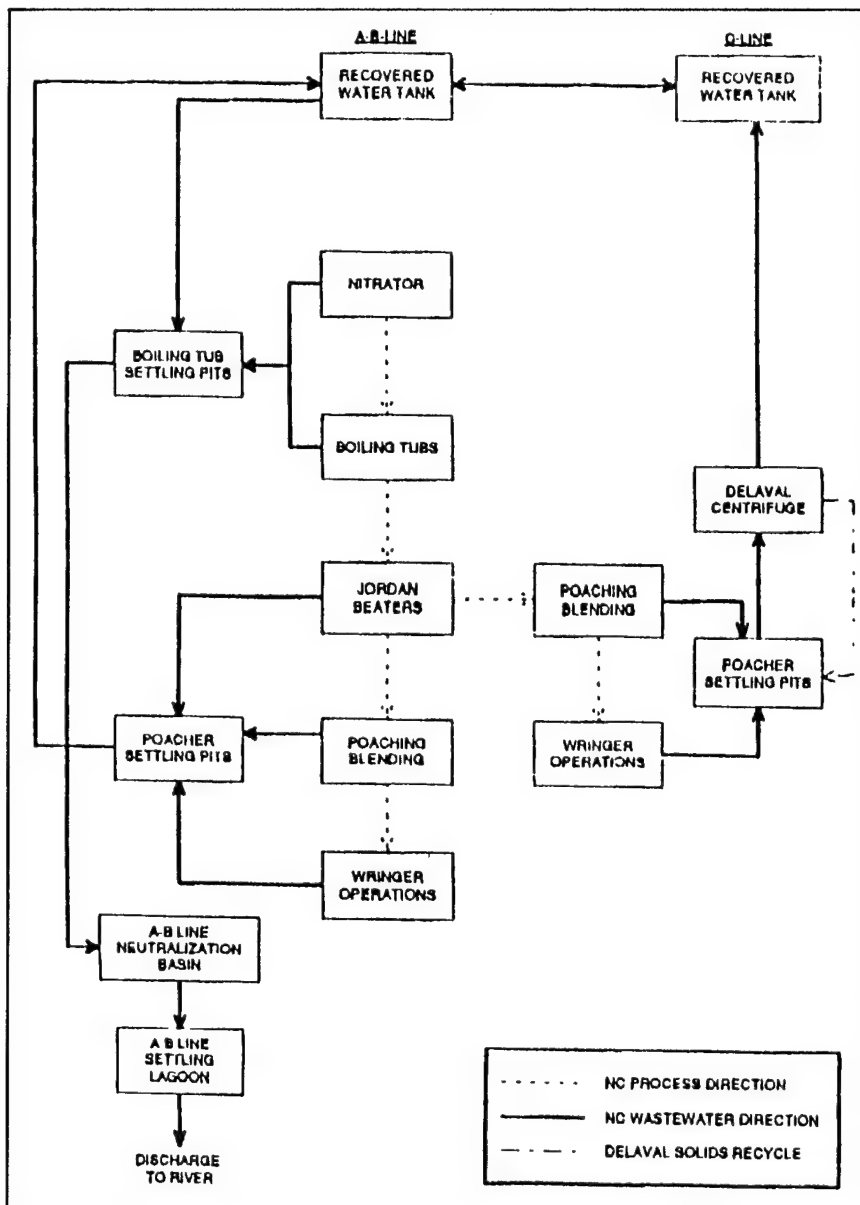 A-B-LINE
RECOVERED
WATER TANK
NITRATOR
BOILING TUB
SETTLING PITS
BOILING TUBS
JORDAN
BEATERS
POACHER
SETTLING PITS
POACHING
BLENDING
WRINGER
OPERATIONS
A-B LINE
NEUTRALIZATION
BASIN
A B LINE
SETTLING
LAGOON
DISCHARGE
TO RIVER
RECOVERED
WATER TANK
DELAVAL
CENTRIFUGE
POACHING
BLENDING
POACHER
SETTLING PITS
WRINGER
OPERATIONS
NC PROCESS DIRECTION
NC WASTEWATER DIRECTION
DELAVAL SOLIDS RECYCLE